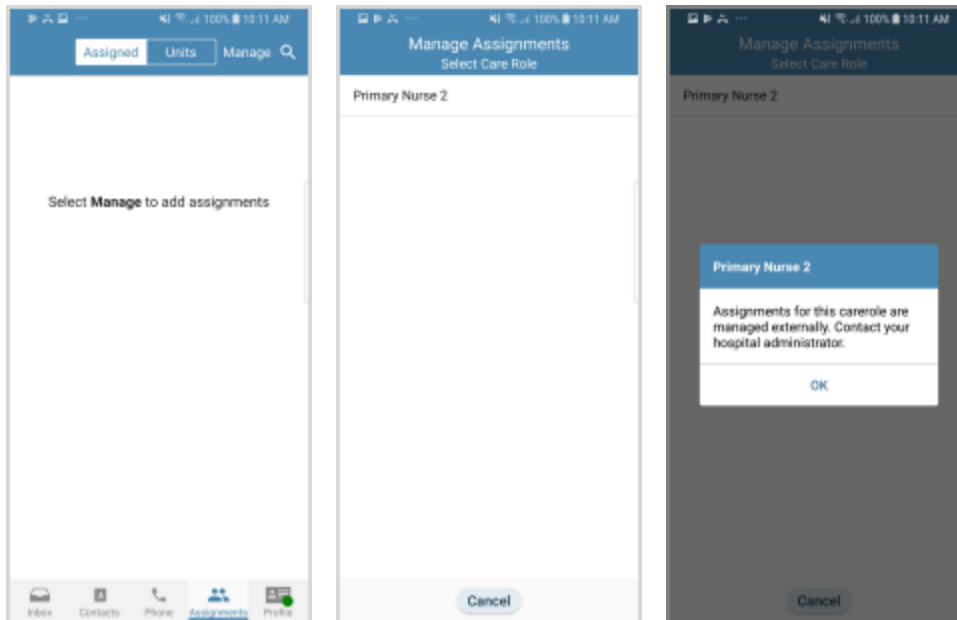 100% 10:11 AM
Assigned Units Manage
Select Manage to add assignments
Inbox Contacts Phone Assignments Profile
100% 10:11 AM
Manage Assignments
Select Care Role
Primary Nurse 2
Cancel
100% 10:11 AM
Manage Assignments
Select Care Role
Primary Nurse 2
Primary Nurse 2
Assignments for this carerole are
managed externally. Contact your
hospital administrator.
OK
Cancel